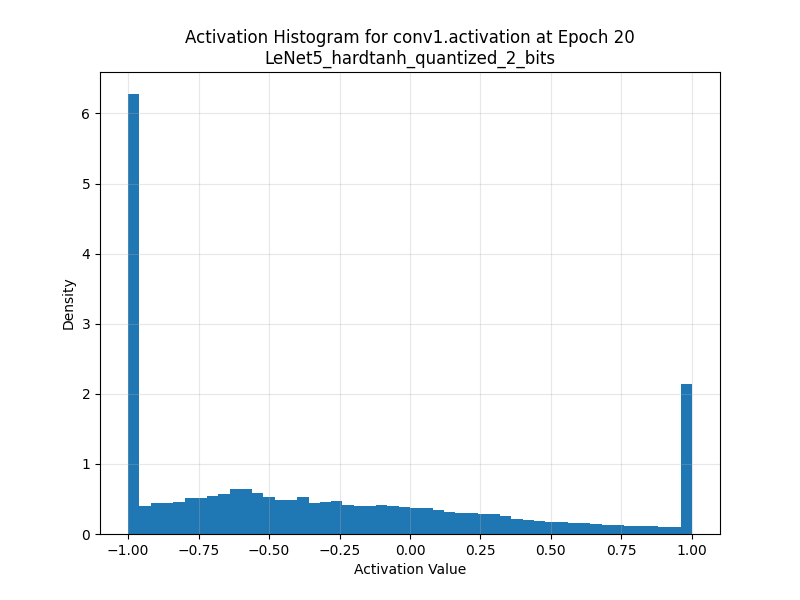 Activation Histogram for conv1.activation at Epoch 20
LeNet5_hardtanh_quantized_2_bits
6
5
4
3
2
1
0
Density
−1.00 −0.75 −0.50 −0.25 0.00 0.25 0.50 0.75 1.00
Activation Value